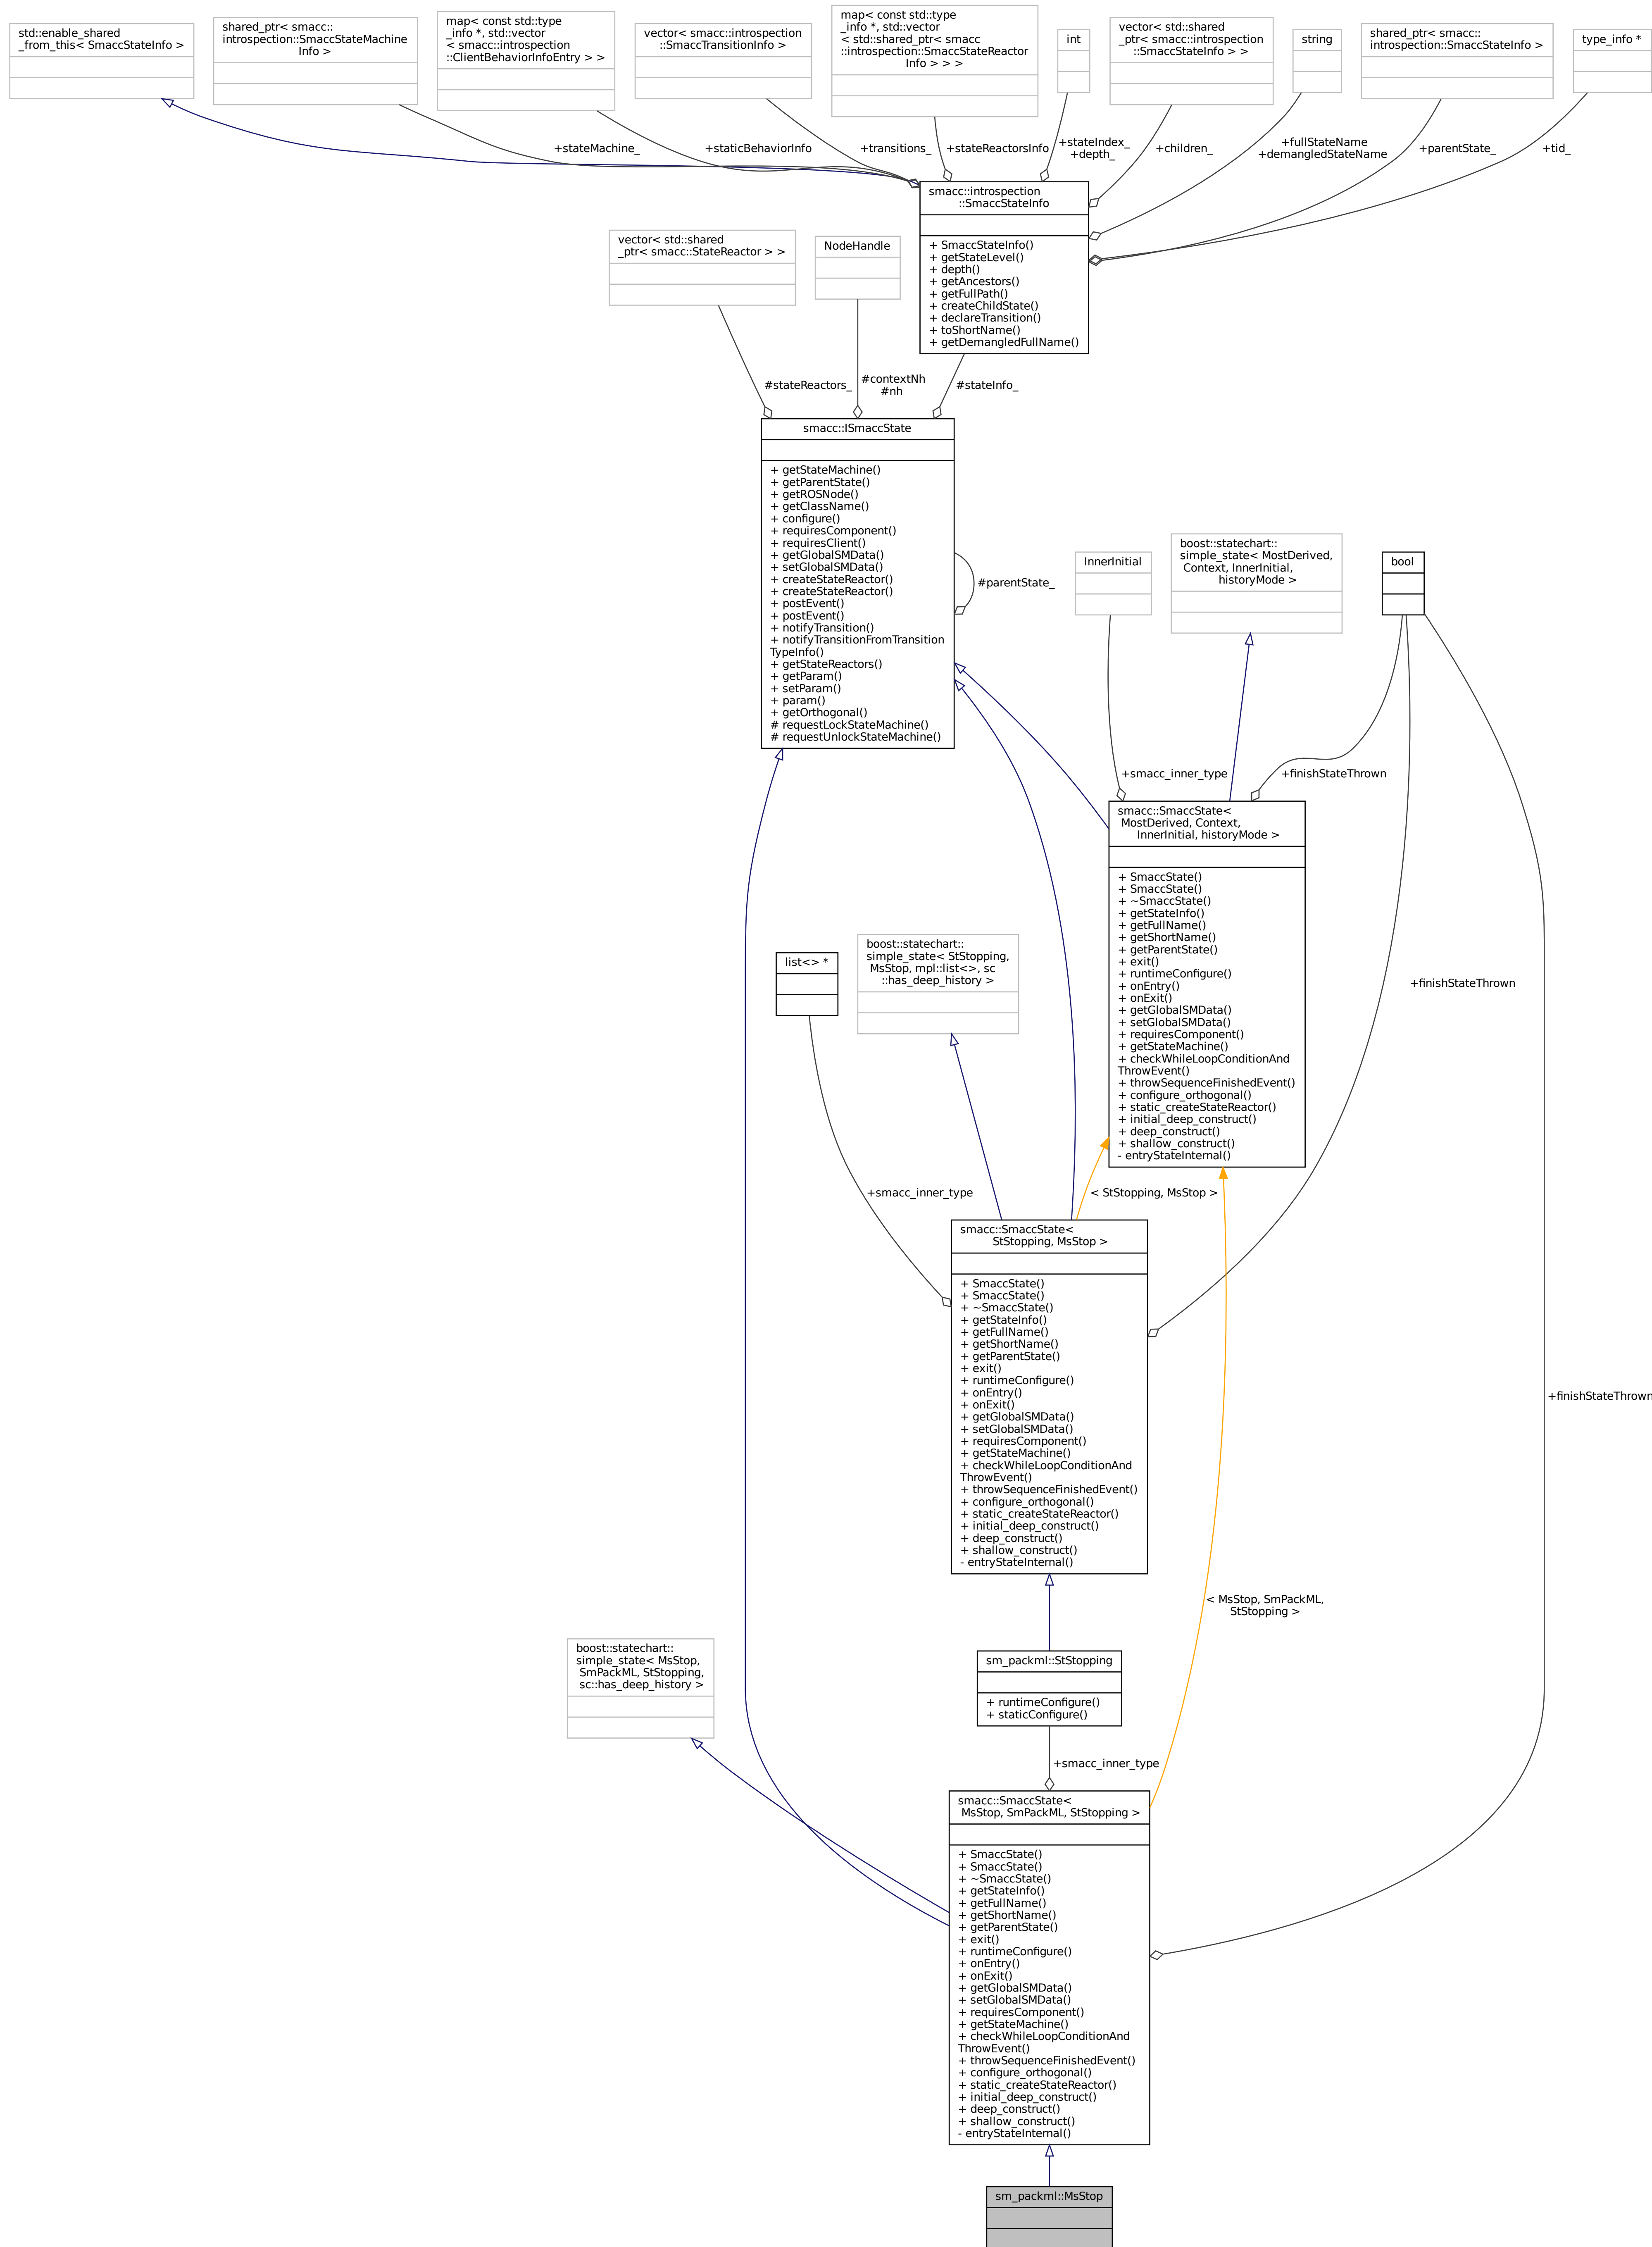 std::enable_shared
_from_this< SmaccStateInfo >
shared_ptr< smacc::
introspection::SmaccStateMachine
Info >
map< const std::type
_info *, std::vector
< smacc::introspection
::ClientBehaviorInfoEntry > >
vector< smacc::introspection
::SmaccTransitionInfo >
map< const std::type
_info *, std::vector
< std::shared_ptr< smacc
::introspection::SmaccStateReactor
Info > > >
int
vector< std::shared
_ptr< smacc::introspection
::SmaccStateInfo > >
string
shared_ptr< smacc::
introspection::SmaccStateInfo >
type_info *
+stateMachine_
+staticBehaviorInfo
+transitions_
+stateReactorsInfo
+stateIndex_
+depth_
+children_
+fullStateName
+demangledStateName
+parentState_
+tid_
smacc::introspection
::SmaccStateInfo
+ SmaccStateInfo()
+ getStateLevel()
+ depth()
+ getAncestors()
+ getFullPath()
+ createChildState()
+ declareTransition()
+ toShortName()
+ getDemangledFullName()
vector< std::shared
_ptr< smacc::StateReactor > >
NodeHandle
#stateReactors_
#contextNh
#nh
#stateInfo_
smacc::ISmaccState
+ getStateMachine()
+ getParentState()
+ getROSNode()
+ getClassName()
+ configure()
+ requiresComponent()
+ requiresClient()
+ getGlobalSMData()
+ setGlobalSMData()
+ createStateReactor()
+ createStateReactor()
+ postEvent()
+ postEvent()
+ notifyTransition()
+ notifyTransitionFromTransition
TypeInfo()
+ getStateReactors()
+ getParam()
+ setParam()
+ param()
+ getOrthogonal()
# requestLockStateMachine()
# requestUnlockStateMachine()
#parentState_
InnerInitial
boost::statechart::
simple_state< MostDerived,
Context, InnerInitial,
historyMode >
bool
+smacc_inner_type
+finishStateThrown
smacc::SmaccState<
MostDerived, Context,
InnerInitial, historyMode >
+ SmaccState()
+ SmaccState()
+ ~SmaccState()
+ getStateInfo()
+ getFullName()
+ getShortName()
+ getParentState()
+ exit()
+ runtimeConfigure()
+ onEntry()
+ onExit()
+ getGlobalSMData()
+ setGlobalSMData()
+ requiresComponent()
+ getStateMachine()
+ checkWhileLoopConditionAnd
ThrowEvent()
+ throwSequenceFinishedEvent()
+ configure_orthogonal()
+ static_createStateReactor()
+ initial_deep_construct()
+ deep_construct()
+ shallow_construct()
- entryStateInternal()
list<> *
boost::statechart::
simple_state< StStopping,
MsStop, mpl::list<>, sc
::has_deep_history >
+finishStateThrown
+smacc_inner_type
< StStopping, MsStop >
smacc::SmaccState<
StStopping, MsStop >
+ SmaccState()
+ SmaccState()
+ ~SmaccState()
+ getStateInfo()
+ getFullName()
+ getShortName()
+ getParentState()
+ exit()
+ runtimeConfigure()
+ onEntry()
+ onExit()
+ getGlobalSMData()
+ setGlobalSMData()
+ requiresComponent()
+ getStateMachine()
+ checkWhileLoopConditionAnd
ThrowEvent()
+ throwSequenceFinishedEvent()
+ configure_orthogonal()
+ static_createStateReactor()
+ initial_deep_construct()
+ deep_construct()
+ shallow_construct()
- entryStateInternal()
+finishStateThrown
< MsStop, SmPackML,
StStopping >
boost::statechart::
simple_state< MsStop,
SmPackML, StStopping,
sc::has_deep_history >
sm_packml::StStopping
+ runtimeConfigure()
+ staticConfigure()
+smacc_inner_type
smacc::SmaccState<
MsStop, SmPackML, StStopping >
+ SmaccState()
+ SmaccState()
+ ~SmaccState()
+ getStateInfo()
+ getFullName()
+ getShortName()
+ getParentState()
+ exit()
+ runtimeConfigure()
+ onEntry()
+ onExit()
+ getGlobalSMData()
+ setGlobalSMData()
+ requiresComponent()
+ getStateMachine()
+ checkWhileLoopConditionAnd
ThrowEvent()
+ throwSequenceFinishedEvent()
+ configure_orthogonal()
+ static_createStateReactor()
+ initial_deep_construct()
+ deep_construct()
+ shallow_construct()
- entryStateInternal()
sm_packml::MsStop